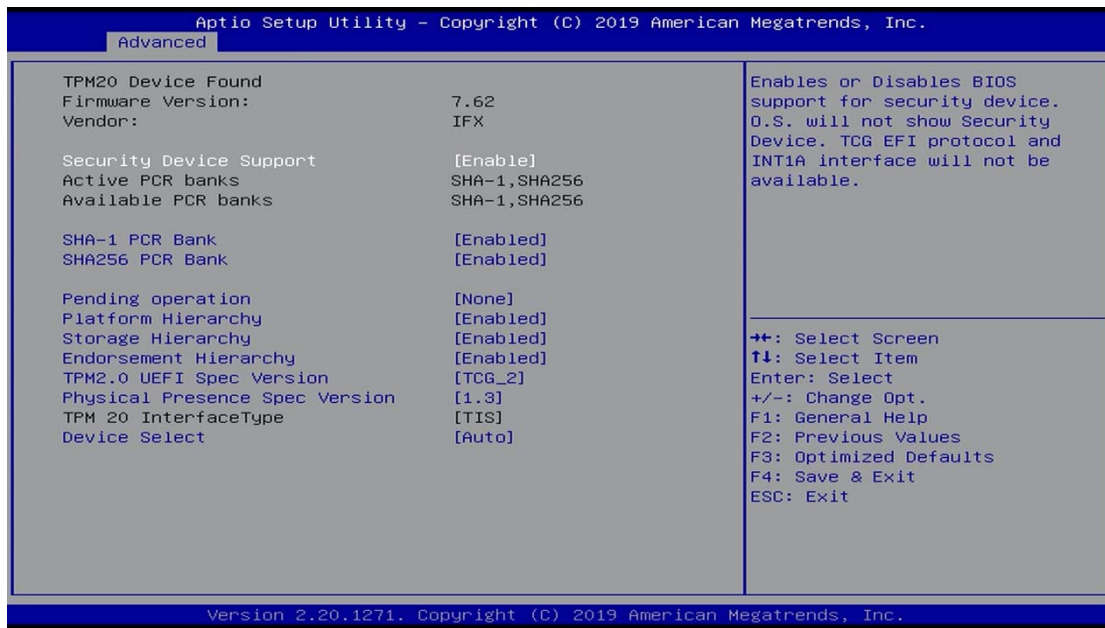 Aptio Setup Utility – Copyright (C) 2019 American Megatrends, Inc.
Advanced
TPM20 Device Found
Firmware Version: 7.62
Vendor: IFX
Security Device Support [Enable]
Active PCR banks SHA-1,SHA256
Available PCR banks SHA-1,SHA256
SHA-1 PCR Bank [Enabled]
SHA256 PCR Bank [Enabled]
Pending operation [None]
Platform Hierarchy [Enabled]
Storage Hierarchy [Enabled]
Endorsement Hierarchy [Enabled]
TPM2.0 UEFI Spec Version [TCG_2]
Physical Presence Spec Version [1.3]
TPM 20 InterfaceType [TIS]
Device Select [Auto]
Enables or Disables BIOS
support for security device.
O.S. will not show Security
Device. TCG EFI protocol and
INT1A interface will not be
available.
→←: Select Screen
↑↓: Select Item
Enter: Select
+/-: Change Opt.
F1: General Help
F2: Previous Values
F3: Optimized Defaults
F4: Save & Exit
ESC: Exit
Version 2.20.1271. Copyright (C) 2019 American Megatrends, Inc.